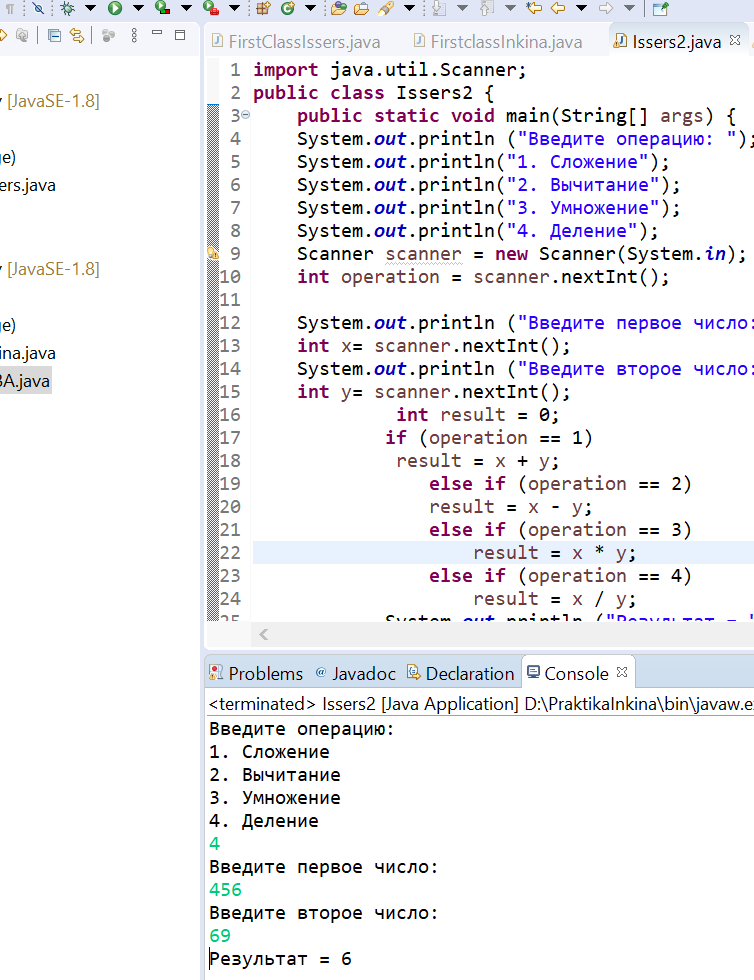 FirstClassIssers.java
FirstclassInkina.java
Issers2.java
[JavaSE-1.8]
ers.java
[JavaSE-1.8]
ina.java
BA.java
1 import java.util.Scanner;
2 public class Issers2 {
3 public static void main(String[] args) {
4 System.out.println ("Введите операцию: ");
5 System.out.println("1. Сложение");
6 System.out.println("2. Вычитание");
7 System.out.println("3. Умножение");
8 System.out.println("4. Деление");
9 Scanner scanner = new Scanner(System.in);
10 int operation = scanner.nextInt();
11
12 System.out.println ("Введите первое число:
13 int x= scanner.nextInt();
14 System.out.println ("Введите второе число:
15 int y= scanner.nextInt();
16 int result = 0;
17 if (operation == 1)
18 result = x + y;
19 else if (operation == 2)
20 result = x - y;
21 else if (operation == 3)
22 result = x * y;
23 else if (operation == 4)
24 result = x / y;
25 System.out.println ("Результат = "
Problems @ Javadoc Declaration Console
<terminated> Issers2 [Java Application] D:\PraktikaInkina\bin\javaw.e
Введите операцию:
1. Сложение
2. Вычитание
3. Умножение
4. Деление
4
Введите первое число:
456
Введите второе число:
69
Результат = 6